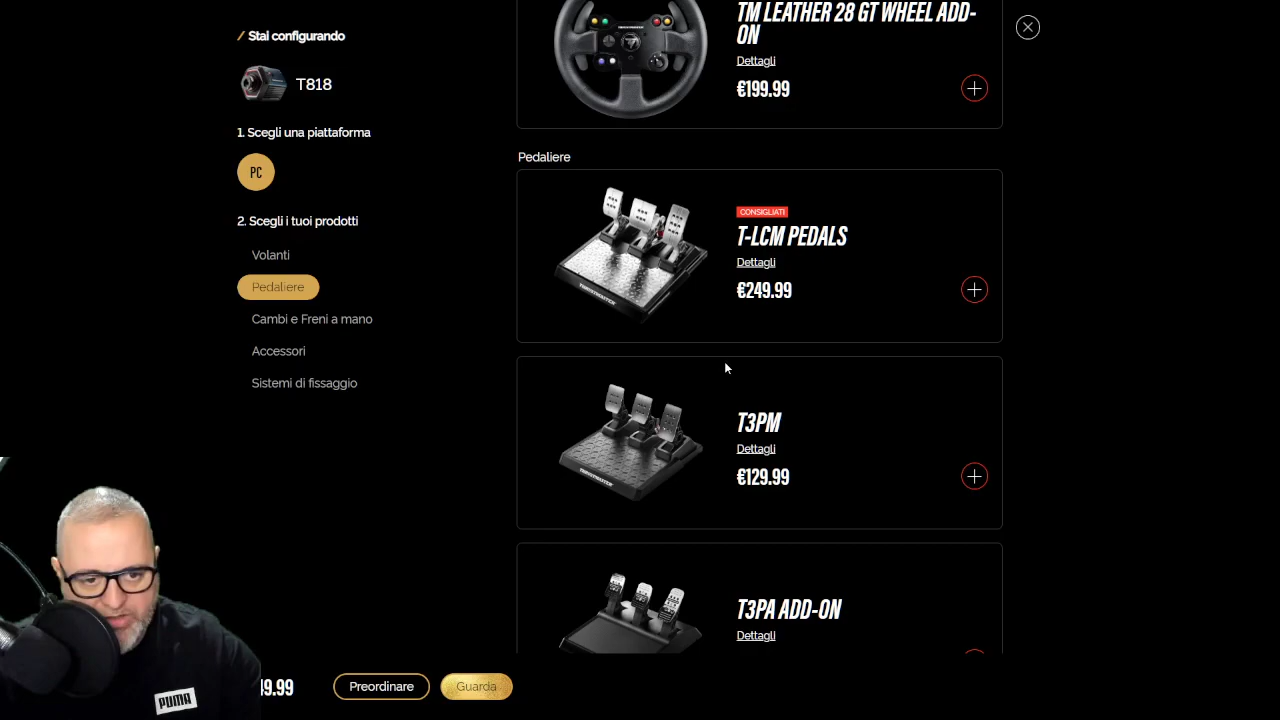 / Stai configurando
T818
1. Scegli una piattaforma
PC
2. Scegli i tuoi prodotti
Volanti
Pedaliere
Cambi e Freni a mano
Accessori
Sistemi di fissaggio
TM LEATHER 28 GT WHEEL ADD-
ON
Dettagli
€199.99
Pedaliere
CONSIGLIATI
T-LCM PEDALS
Dettagli
€249.99
T3PM
Dettagli
€129.99
T3PA ADD-ON
Dettagli
49.99
Preordinare
Guarda
PUMA